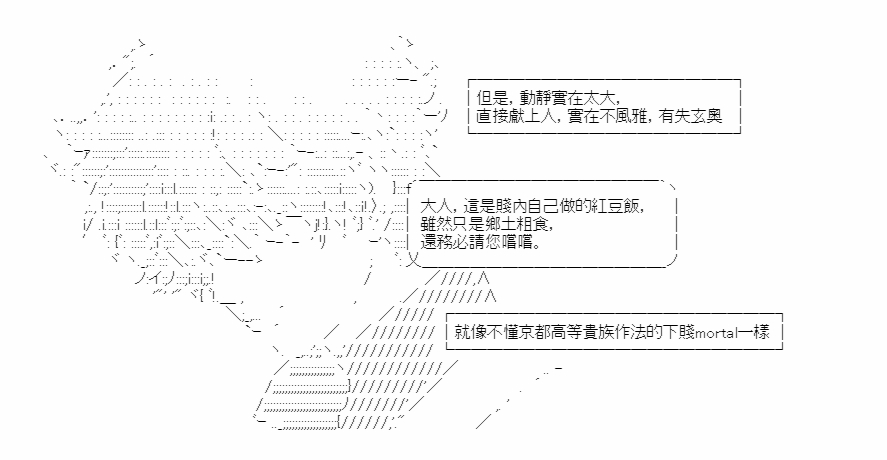 但是，動靜實在太大，
直接獻上人，實在不風雅，有失玄奧
大人，這是賤內自己做的紅豆飯，
雖然只是鄉土粗食，
還務必請您嚐嚐。
就像不懂京都高等貴族作法的下賤mortal一樣